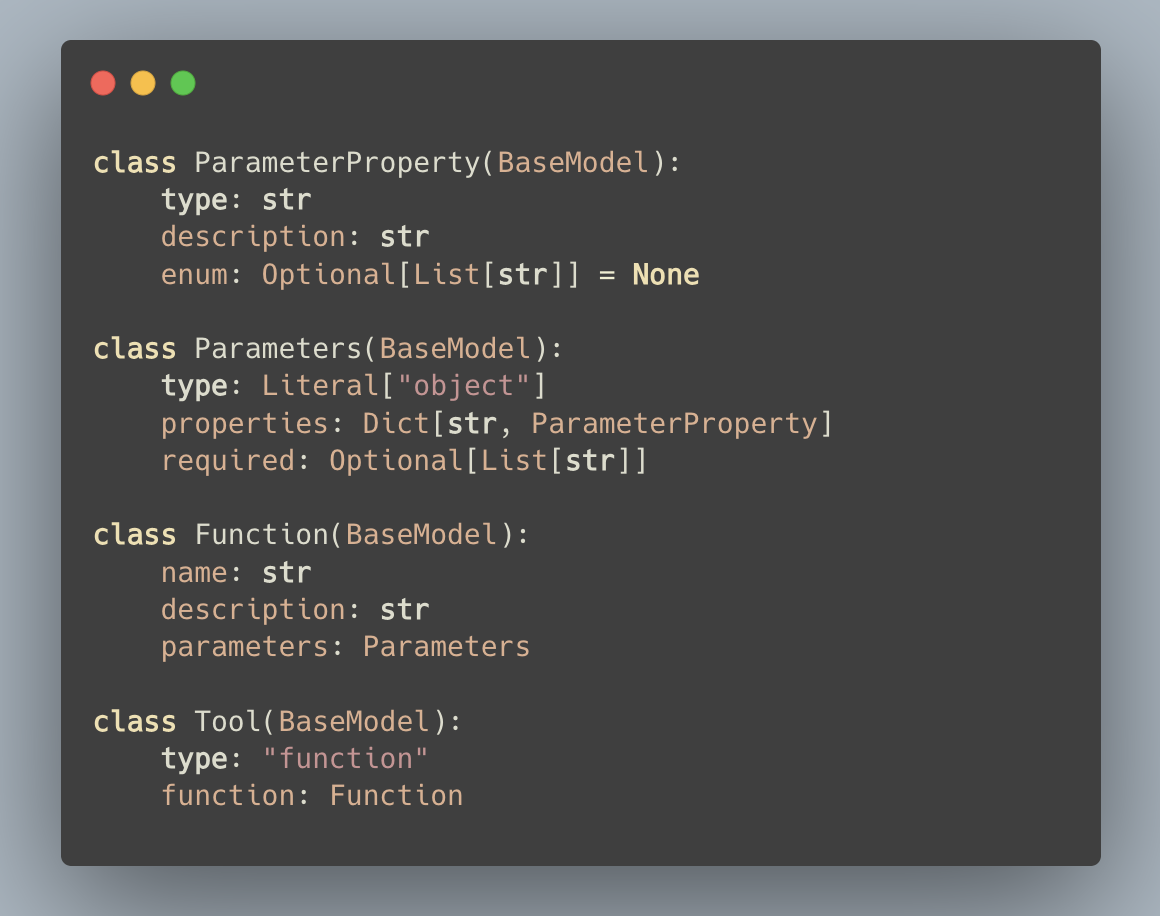 class ParameterProperty(BaseModel):
    type: str
    description: str
    enum: Optional[List[str]] = None

class Parameters(BaseModel):
    type: Literal["object"]
    properties: Dict[str, ParameterProperty]
    required: Optional[List[str]]

class Function(BaseModel):
    name: str
    description: str
    parameters: Parameters

class Tool(BaseModel):
    type: "function"
    function: Function